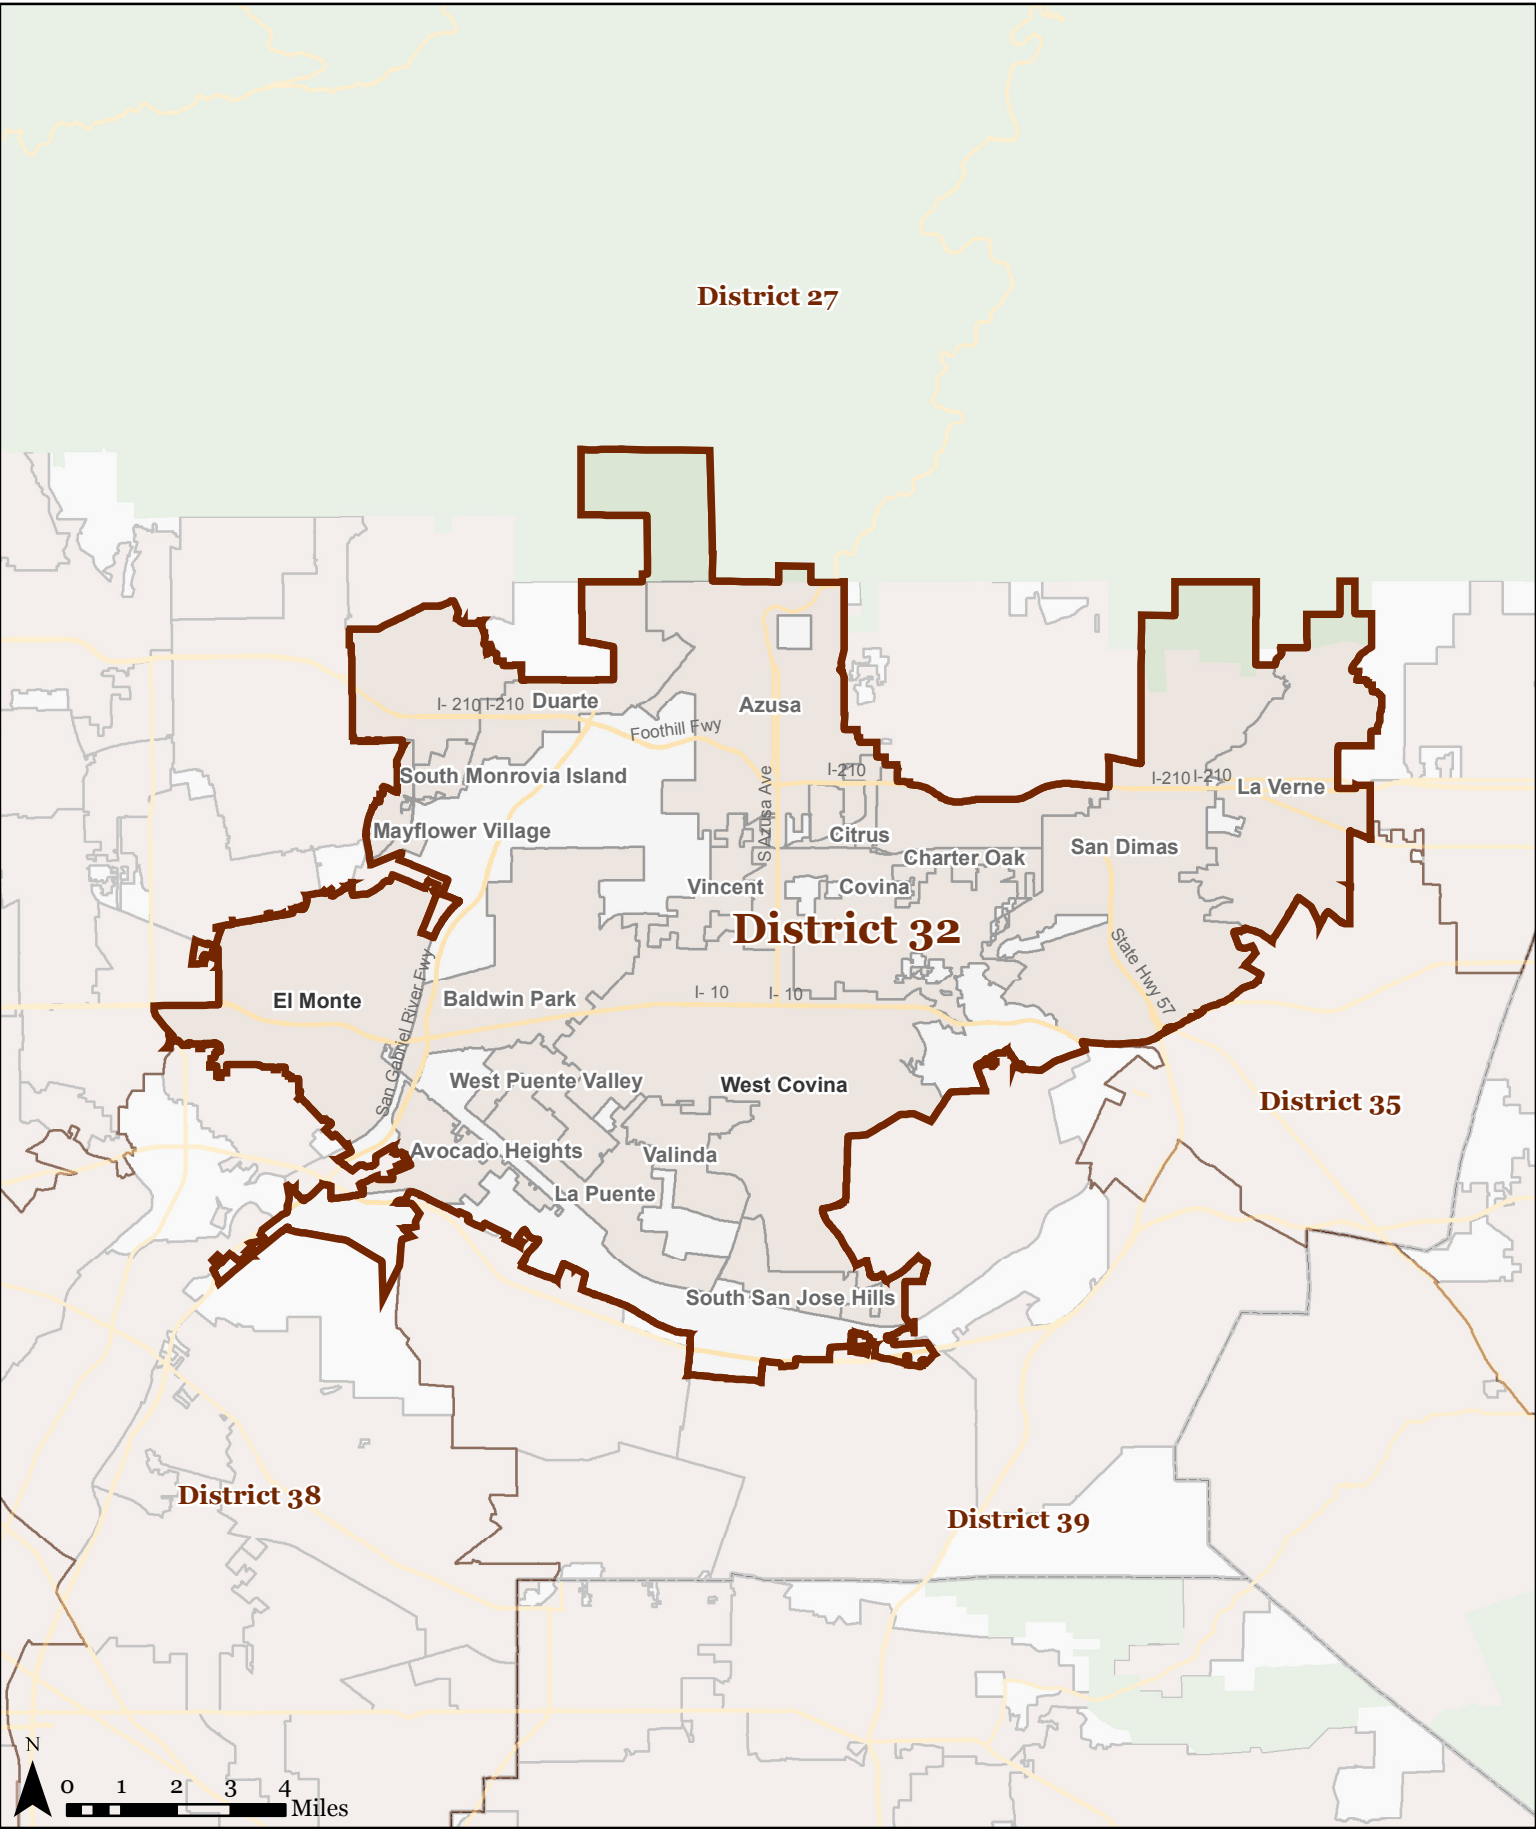 District 27
I- 210 I-210
Duarte
Foothill Fwy
Azusa
South Monrovia Island
I-210
I-210 I-210
La Verne
S Azusa Ave
Mayflower Village
Citrus
Charter Oak
San Dimas
Vincent
Covina
District 32
State Hwy 57
El Monte
San Gabriel River Fwy
Baldwin Park
I- 10
I- 10
West Puente Valley
West Covina
District 35
Avocado Heights
Valinda
La Puente
South San Jose Hills
District 38
District 39
N
0 1 2 3 4
Miles